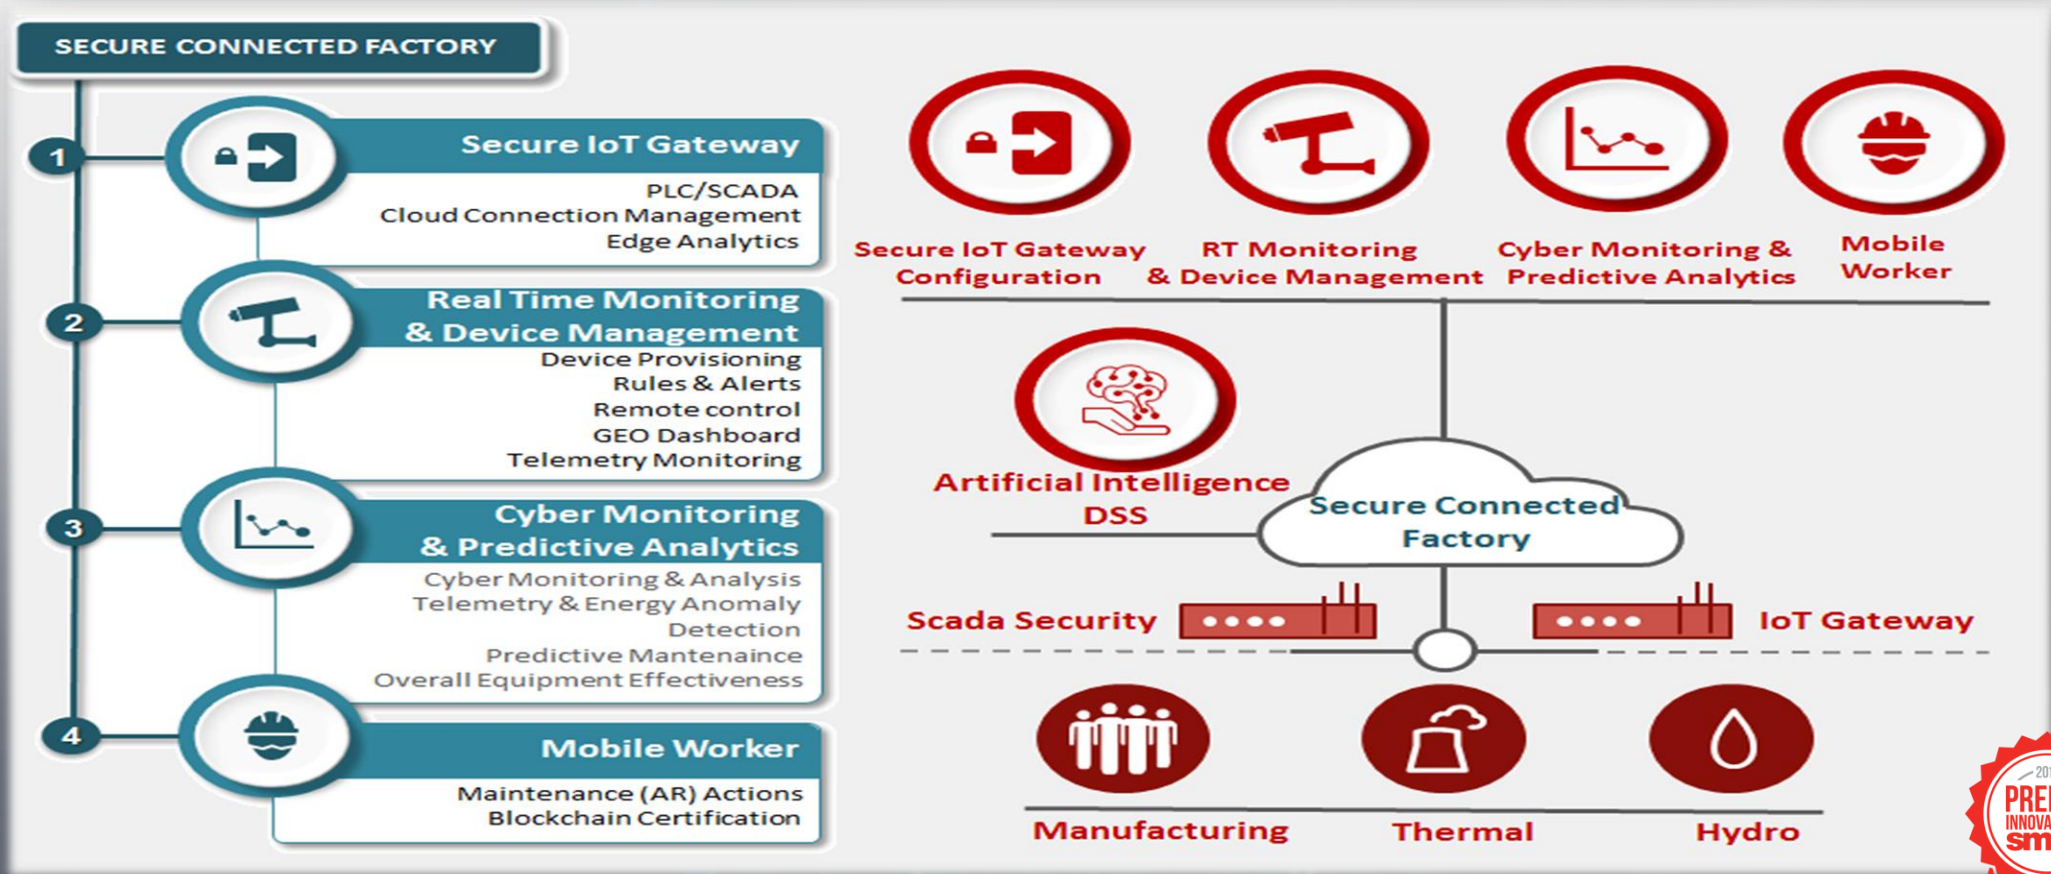 SECURE CONNECTED FACTORY
1
Secure IoT Gateway
PLC/SCADA
Cloud Connection Management
Edge Analytics
2
Real Time Monitoring
& Device Management
Device Provisioning
Rules & Alerts
Remote control
GEO Dashboard
Telemetry Monitoring
3
Cyber Monitoring
& Predictive Analytics
Cyber Monitoring & Analysis
Telemetry & Energy Anomaly
Detection
Predictive Mantenaince
Overall Equipment Effectiveness
4
Mobile Worker
Maintenance (AR) Actions
Blockchain Certification
Secure IoT Gateway
Configuration
RT Monitoring
& Device Management
Cyber Monitoring &
Predictive Analytics
Mobile
Worker
Artificial Intelligence
DSS
Secure Connected
Factory
Scada Security
IoT Gateway
Manufacturing
Thermal
Hydro